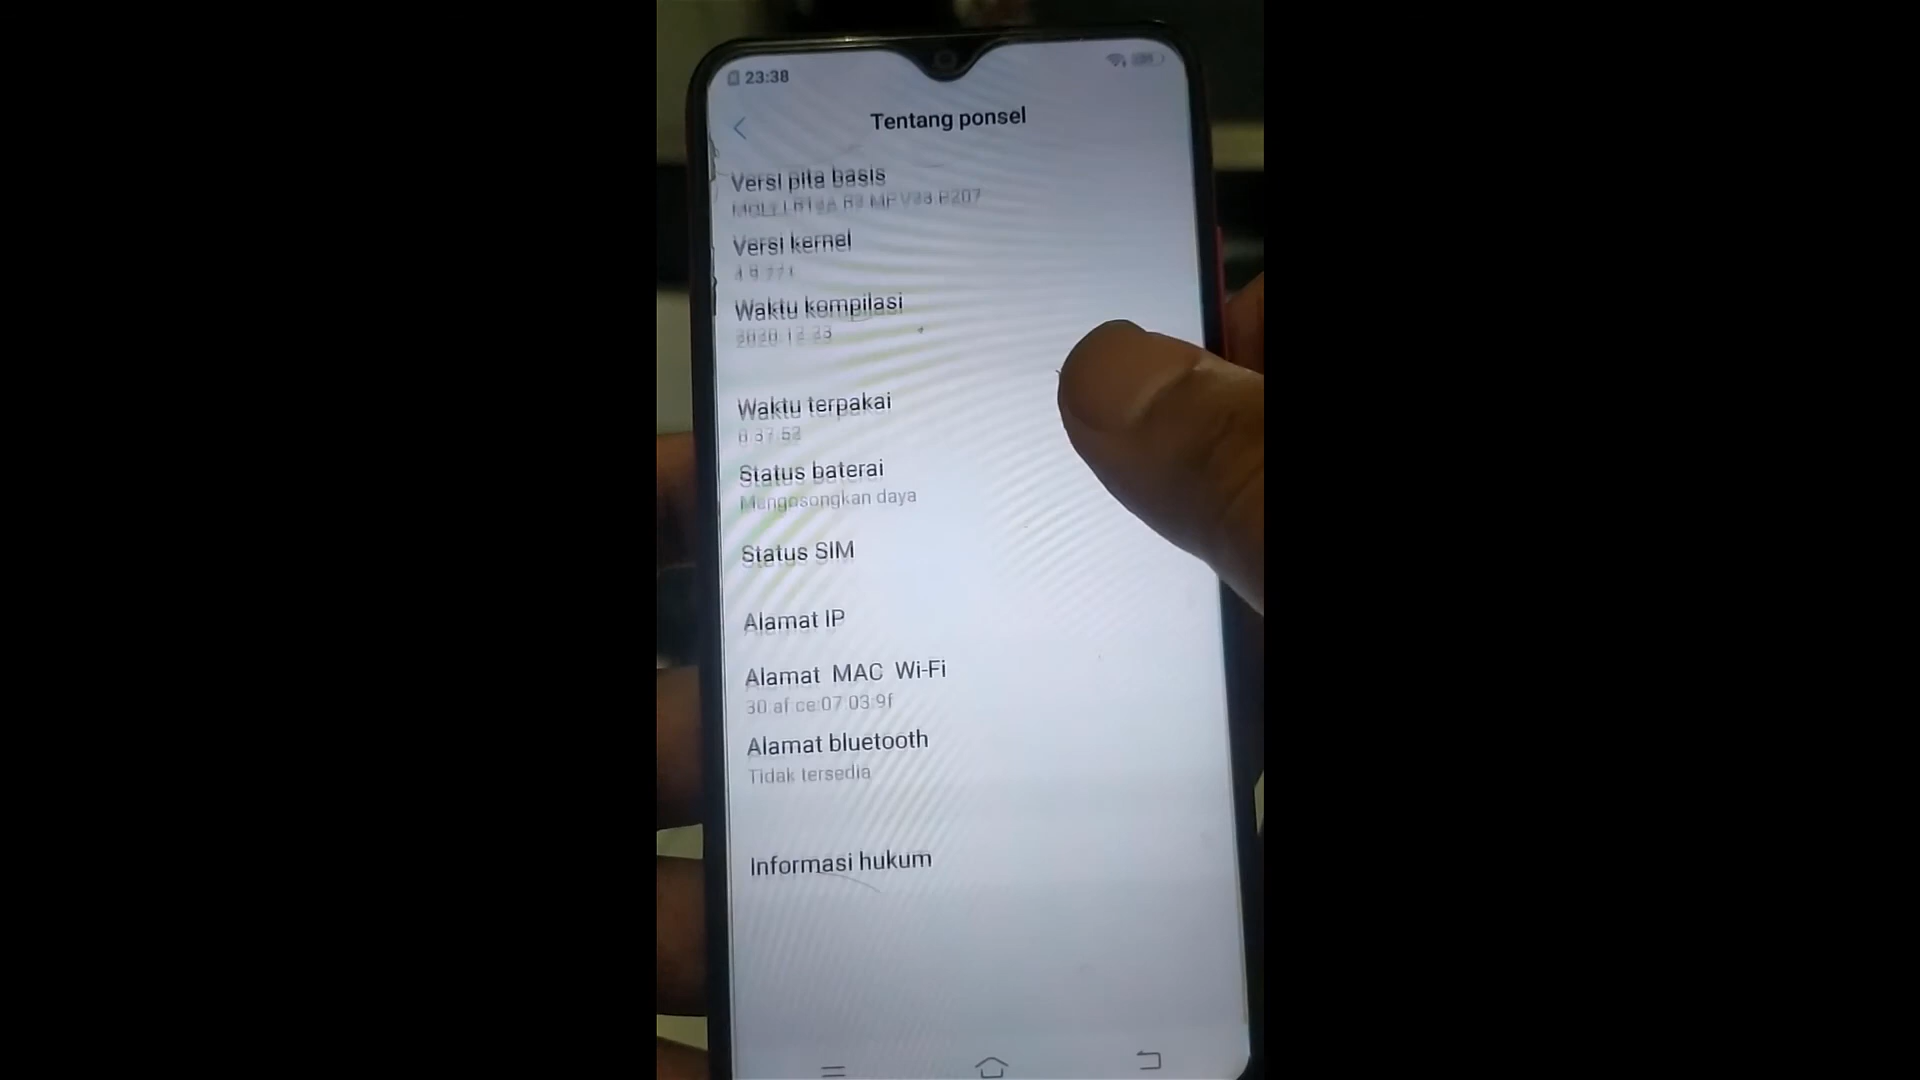 23:38
Tentang ponsel
Versi pita basis
Versi kernel
Waktu kompilasi
Waktu terpakai
Status baterai
Mengosongkan daya
Status SIM
Alamat IP
Alamat MAC Wi-Fi
30:af:ce:07:03:9f
Alamat bluetooth
Tidak tersedia
Informasi hukum